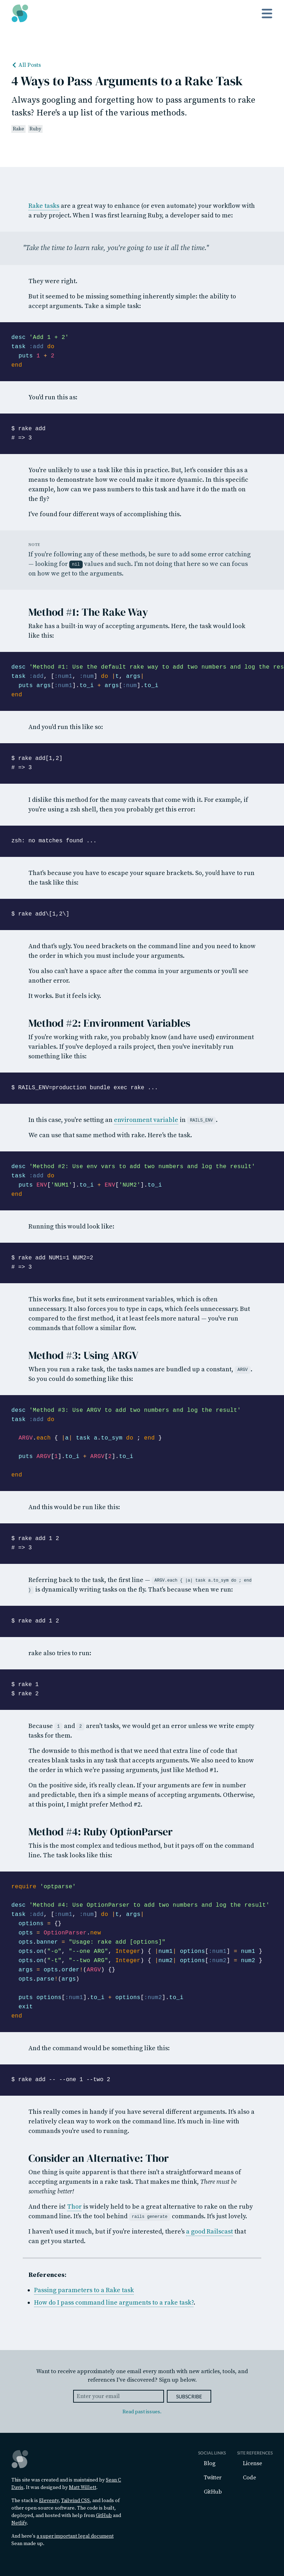 All Posts
4 Ways to Pass Arguments to a Rake Task
Always googling and forgetting how to pass arguments to rake
tasks? Here's a up list of the various methods.
Rake Ruby
Rake tasks are a great way to enhance (or even automate) your workflow with
a ruby project. When I was first learning Ruby, a developer said to me:
"Take the time to learn rake, you're going to use it all the time."
They were right.
But it seemed to be missing something inherently simple: the ability to
accept arguments. Take a simple task:
desc 'Add 1 + 2'
task :add do
  puts 1 + 2
end
You'd run this as:
$ rake add
# => 3
You're unlikely to use a task like this in practice. But, let's consider this as a
means to demonstrate how we could make it more dynamic. In this specific
example, how can we pass numbers to this task and have it do the math on
the fly?
I've found four different ways of accomplishing this.
NOTE
If you're following any of these methods, be sure to add some error catching
— looking for nil values and such. I'm not doing that here so we can focus
on how we get to the arguments.
Method #1: The Rake Way
Rake has a built-in way of accepting arguments. Here, the task would look
like this:
desc 'Method #1: Use the default rake way to add two numbers and log the res
task :add, [:num1, :num] do |t, args|
  puts args[:num1].to_i + args[:num].to_i
end
And you'd run this like so:
$ rake add[1,2]
# => 3
I dislike this method for the many caveats that come with it. For example, if
you're using a zsh shell, then you probably get this error:
zsh: no matches found ...
That's because you have to escape your square brackets. So, you'd have to run
the task like this:
$ rake add\[1,2\]
And that's ugly. You need brackets on the command line and you need to know
the order in which you must include your arguments.
You also can't have a space after the comma in your arguments or you'll see
another error.
It works. But it feels icky.
Method #2: Environment Variables
If you're working with rake, you probably know (and have used) environment
variables. If you've deployed a rails project, then you've inevitably run
something like this:
$ RAILS_ENV=production bundle exec rake ...
In this case, you're setting an environment variable in RAILS_ENV .
We can use that same method with rake. Here's the task.
desc 'Method #2: Use env vars to add two numbers and log the result'
task :add do
  puts ENV['NUM1'].to_i + ENV['NUM2'].to_i
end
Running this would look like:
$ rake add NUM1=1 NUM2=2
# => 3
This works fine, but it sets environment variables, which is often
unnecessary. It also forces you to type in caps, which feels unnecessary. But
compared to the first method, it at least feels more natural — you've run
commands that follow a similar flow.
Method #3: Using ARGV
When you run a rake task, the tasks names are bundled up a constant, ARGV .
So you could do something like this:
desc 'Method #3: Use ARGV to add two numbers and log the result'
task :add do
  ARGV.each { |a| task a.to_sym do ; end }
  puts ARGV[1].to_i + ARGV[2].to_i
end
And this would be run like this:
$ rake add 1 2
# => 3
Referring back to the task, the first line — ARGV.each { |a| task a.to_sym do ; end
} is dynamically writing tasks on the fly. That's because when we run:
$ rake add 1 2
rake also tries to run:
$ rake 1
$ rake 2
Because 1 and 2 aren't tasks, we would get an error unless we write empty
tasks for them.
The downside to this method is that we need that extra line of code that
creates blank tasks in any task that accepts arguments. We also need to know
the order in which we're passing arguments, just like Method #1.
On the positive side, it's really clean. If your arguments are few in number
and predictable, then it's a simple means of accepting arguments. Otherwise,
at this point, I might prefer Method #2.
Method #4: Ruby OptionParser
This is the most complex and tedious method, but it pays off on the command
line. The task looks like this:
require 'optparse'
desc 'Method #4: Use OptionParser to add two numbers and log the result'
task :add, [:num1, :num] do |t, args|
  options = {}
  opts = OptionParser.new
  opts.banner = "Usage: rake add [options]"
  opts.on("-o", "--one ARG", Integer) { |num1| options[:num1] = num1 }
  opts.on("-t", "--two ARG", Integer) { |num2| options[:num2] = num2 }
  args = opts.order!(ARGV) {}
  opts.parse!(args)
  puts options[:num1].to_i + options[:num2].to_i
  exit
end
And the command would be something like this:
$ rake add -- --one 1 --two 2
This really comes in handy if you have several different arguments. It's also a
relatively clean way to work on the command line. It's much in-line with
commands you're used to running.
Consider an Alternative: Thor
One thing is quite apparent is that there isn't a straightforward means of
accepting arguments in a rake task. That makes me think, There must be
something better!
And there is! Thor is widely held to be a great alternative to rake on the ruby
command line. It's the tool behind rails generate commands. It's just lovely.
I haven't used it much, but if you're interested, there's a good Railscast that
can get you started.
References:
Passing parameters to a Rake task
How do I pass command line arguments to a rake task?.
Want to receive approximately one email every month with new articles, tools, and
references I've discovered? Sign up below.
Enter your email SUBSCRIBE
Read past issues.
This site was created and is maintained by Sean C
Davis. It was designed by Matt Willett.
The stack is Eleventy, Tailwind CSS, and loads of
other open-source software. The code is built,
deployed, and hosted with help from GitHub and
Netlify.
And here's a super important legal document
Sean made up.
SOCIAL LINKS
Blog
Twitter
GitHub
SITE REFERENCES
License
Code